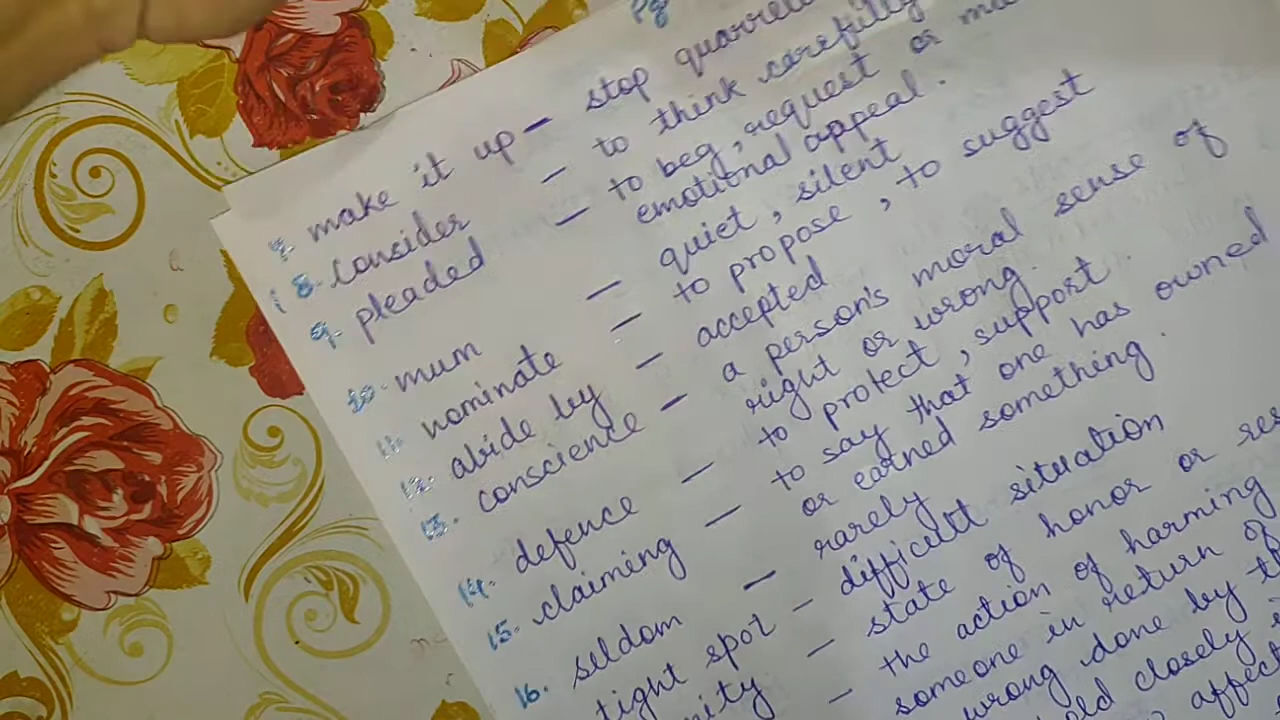 Pg
7. make it up - stop
8. consider - to think carefully
9. pleaded - to beg, request or
emotional appeal.
10. mum - quiet, silent
11. nominate - to propose, to suggest
12. abide by - accepted
13. conscience - a person's moral sense of
right or wrong.
14. defence - to protect, support.
15. claiming - to say that one has owned
or earned something.
16. seldom - rarely
tight spot - difficult situation
- state of honor or
- the action of harming
someone in return of
wrong done by
closely